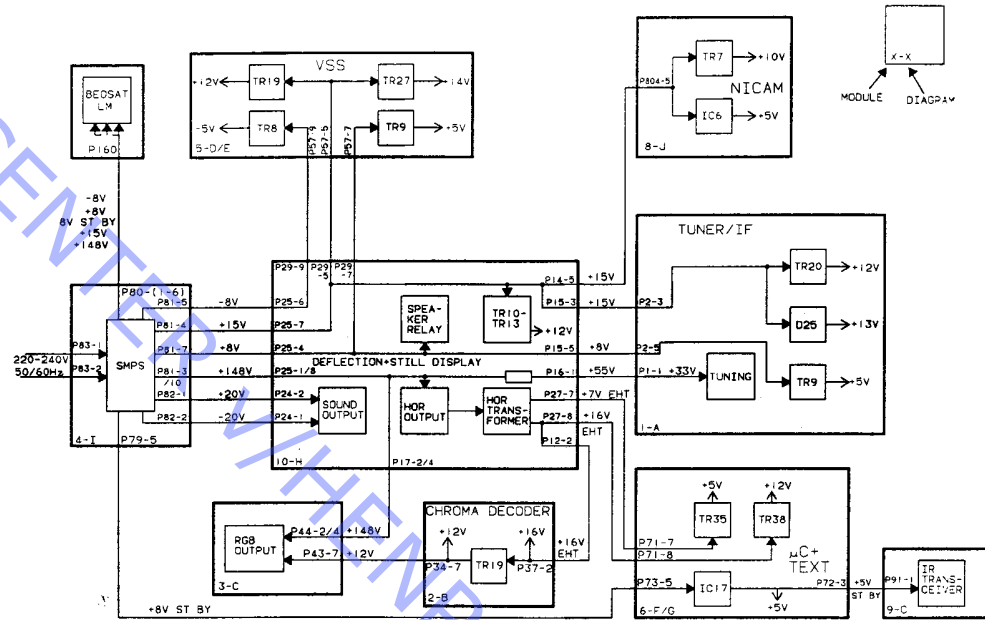 VSS
+12V
TR19
TR27
+14V
-5V
TR8
TR9
+5V
5-D/E
P57-9
P57-7
BEOSAT
LM
P160
-8V
+8V
8V ST BY
+15V
+148V
P804-5
TR7
+10V
NICAM
IC6
+5V
8-J
X-X
MODULE
DIAGRAM
TUNER/IF
TR20
+12V
D25
+13V
TR9
+5V
TUNING
P2-3
P2-5
P1-1
+33V
1-A
P80-(1-6)
P81-5
-8V
P81-4
+15V
P81-7
+8V
P81-3
/10
+148V
P82-1
+20V
P82-2
-20V
P83-1
220-240V
P83-2
50/60Hz
SMPS
4-I
P79-5
P29-9
P29
-5
P29
-7
P25-6
P25-7
P25-4
P25-1/8
P24-2
P24-1
SPEA-
KER
RELAY
TR10-
TR13
+12V
P14-5
+15V
P15-3
+15V
P15-5
+8V
DEFLECTION+STILL DISPLAY
P16-1
+55V
SOUND
OUTPUT
HOR
OUTPUT
HOR
TRANS-
FORMER
P27-7
+7V EHT
P27-8
+16V
EHT
P12-2
10-H
P17-2/4
RGB
OUTPUT
P44-2/4
+148V
P43-7
+12V
3-C
CHROMA DECODER
+12V
+16V
TR19
P34-7
P37-2
+16V
EHT
2-B
+5V
+12V
TR35
TR38
P71-7
P71-8
µC+
TEXT
P73-5
IC17
P72-3
+5V
+5V
ST BY
6-F/G
P91-1
IR
TRANS-
CEIVER
9-C
+8V ST BY
CENTER V/HENR